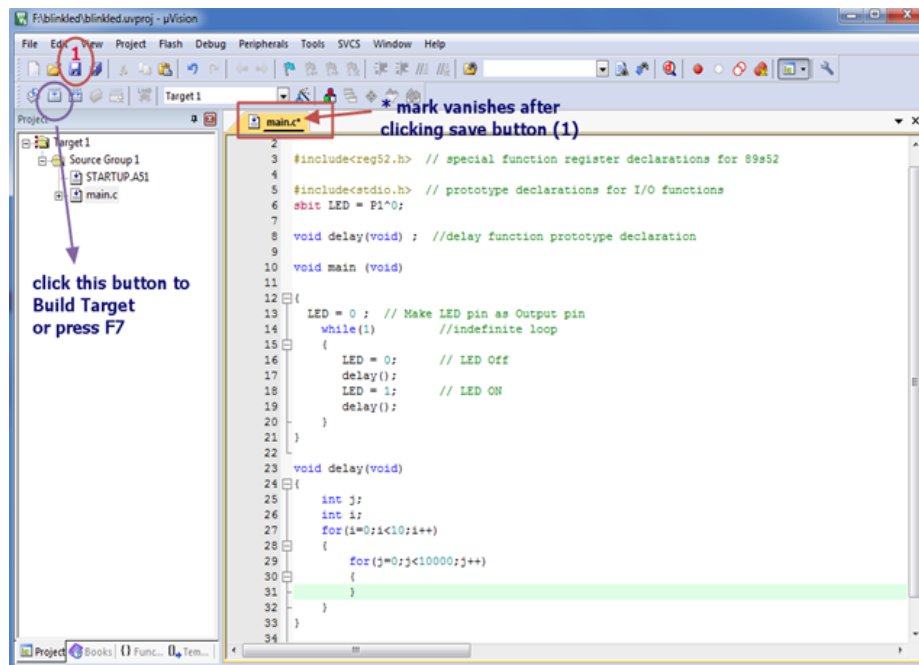 F:\blinkled\blinkled.uvproj - µVision
File Edit View Project Flash Debug Peripherals Tools SVCS Window Help
1
Target 1
* mark vanishes after
clicking save button (1)
Project
main.c*
Target 1
Source Group 1
STARTUP.A51
main.c
click this button to
Build Target
or press F7
2
3 #include<reg52.h> // special function register declarations for 89s52
4
5 #include<stdio.h> // prototype declarations for I/O functions
6 sbit LED = P1^0;
7
8 void delay(void) ; //delay function prototype declaration
9
10 void main (void)
11
12 {
13 LED = 0 ; // Make LED pin as Output pin
14 while(1) //indefinite loop
15 {
16 LED = 0; // LED Off
17 delay();
18 LED = 1; // LED ON
19 delay();
20 }
21 }
22
23 void delay(void)
24 {
25 int j;
26 int i;
27 for(i=0;i<10;i++)
28 {
29 for(j=0;j<10000;j++)
30 {
31 }
32 }
33 }
34
Project Books {} Func... Tem...